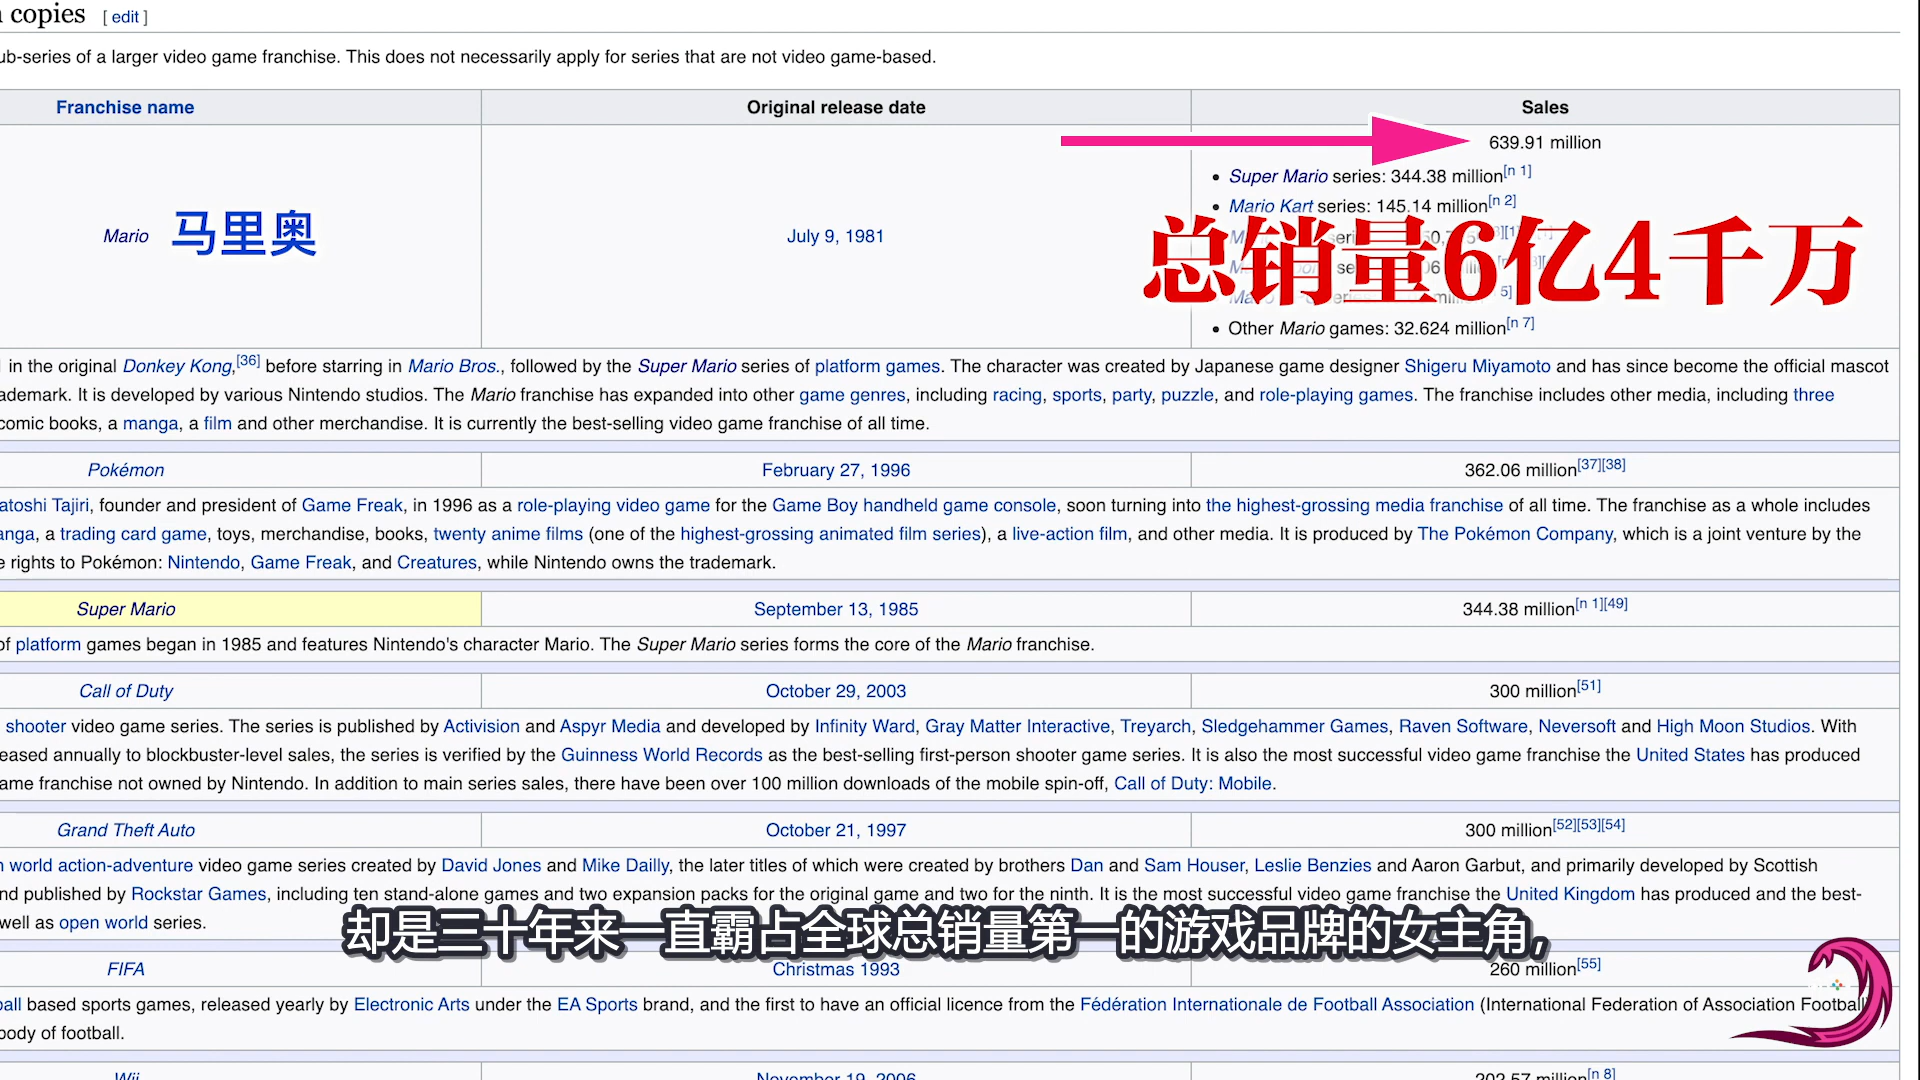 copies [ edit ]
ub-series of a larger video game franchise. This does not necessarily apply for series that are not video game-based.
Franchise name Original release date Sales
639.91 million
Super Mario series: 344.38 million[n 1]
Mario Kart series: 145.14 million[n 2]
Mario 马里奥 July 9, 1981
总销量6亿4千万
Other Mario games: 32.624 million[n 7]
in the original Donkey Kong,[36] before starring in Mario Bros., followed by the Super Mario series of platform games. The character was created by Japanese game designer Shigeru Miyamoto and has since become the official mascot
ademark. It is developed by various Nintendo studios. The Mario franchise has expanded into other game genres, including racing, sports, party, puzzle, and role-playing games. The franchise includes other media, including three
comic books, a manga, a film and other merchandise. It is currently the best-selling video game franchise of all time.
Pokémon February 27, 1996 362.06 million[37][38]
atoshi Tajiri, founder and president of Game Freak, in 1996 as a role-playing video game for the Game Boy handheld game console, soon turning into the highest-grossing media franchise of all time. The franchise as a whole includes
anga, a trading card game, toys, merchandise, books, twenty anime films (one of the highest-grossing animated film series), a live-action film, and other media. It is produced by The Pokémon Company, which is a joint venture by the
e rights to Pokémon: Nintendo, Game Freak, and Creatures, while Nintendo owns the trademark.
Super Mario September 13, 1985 344.38 million[n 1][49]
of platform games began in 1985 and features Nintendo's character Mario. The Super Mario series forms the core of the Mario franchise.
Call of Duty October 29, 2003 300 million[51]
shooter video game series. The series is published by Activision and Aspyr Media and developed by Infinity Ward, Gray Matter Interactive, Treyarch, Sledgehammer Games, Raven Software, Neversoft and High Moon Studios. With
eased annually to blockbuster-level sales, the series is verified by the Guinness World Records as the best-selling first-person shooter game series. It is also the most successful video game franchise the United States has produced
ame franchise not owned by Nintendo. In addition to main series sales, there have been over 100 million downloads of the mobile spin-off, Call of Duty: Mobile.
Grand Theft Auto October 21, 1997 300 million[52][53][54]
n world action-adventure video game series created by David Jones and Mike Dailly, the later titles of which were created by brothers Dan and Sam Houser, Leslie Benzies and Aaron Garbut, and primarily developed by Scottish
nd published by Rockstar Games, including ten stand-alone games and two expansion packs for the original game and two for the ninth. It is the most successful video game franchise the United Kingdom has produced and the best-
well as open world series.
却是三十年来一直霸占全球总销量第一的游戏品牌的女主角,
FIFA Christmas 1993 260 million[55]
ball based sports games, released yearly by Electronic Arts under the EA Sports brand, and the first to have an official licence from the Fédération Internationale de Football Association (International Federation of Association Football
body of football.
Wii November 19, 2006 202.57 million[n 8]